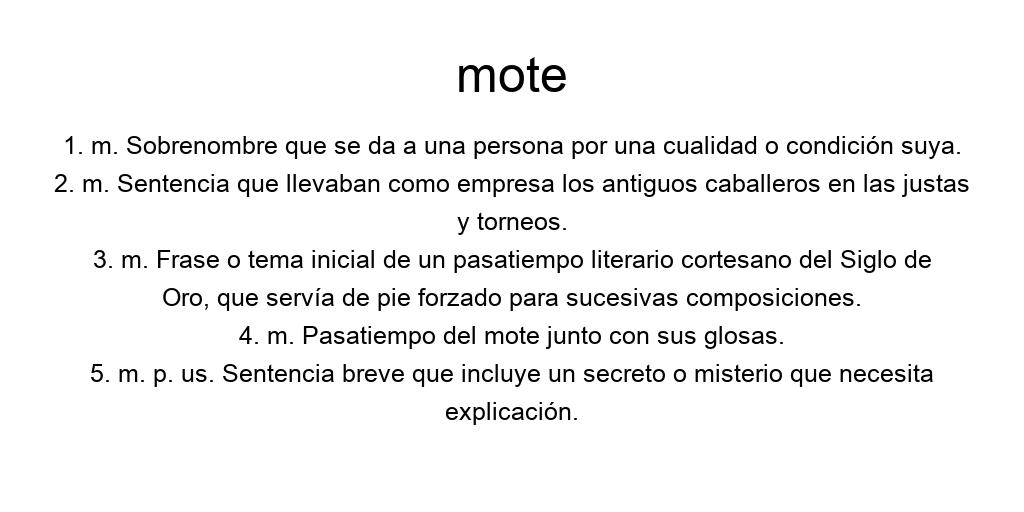 mote
1. m. Sobrenombre que se da a una persona por una cualidad o condición suya.
2. m. Sentencia que llevaban como empresa los antiguos caballeros en las justas
y torneos.
3. m. Frase o tema inicial de un pasatiempo literario cortesano del Siglo de
Oro, que servía de pie forzado para sucesivas composiciones.
4. m. Pasatiempo del mote junto con sus glosas.
5. m. p. us. Sentencia breve que incluye un secreto o misterio que necesita
explicación.